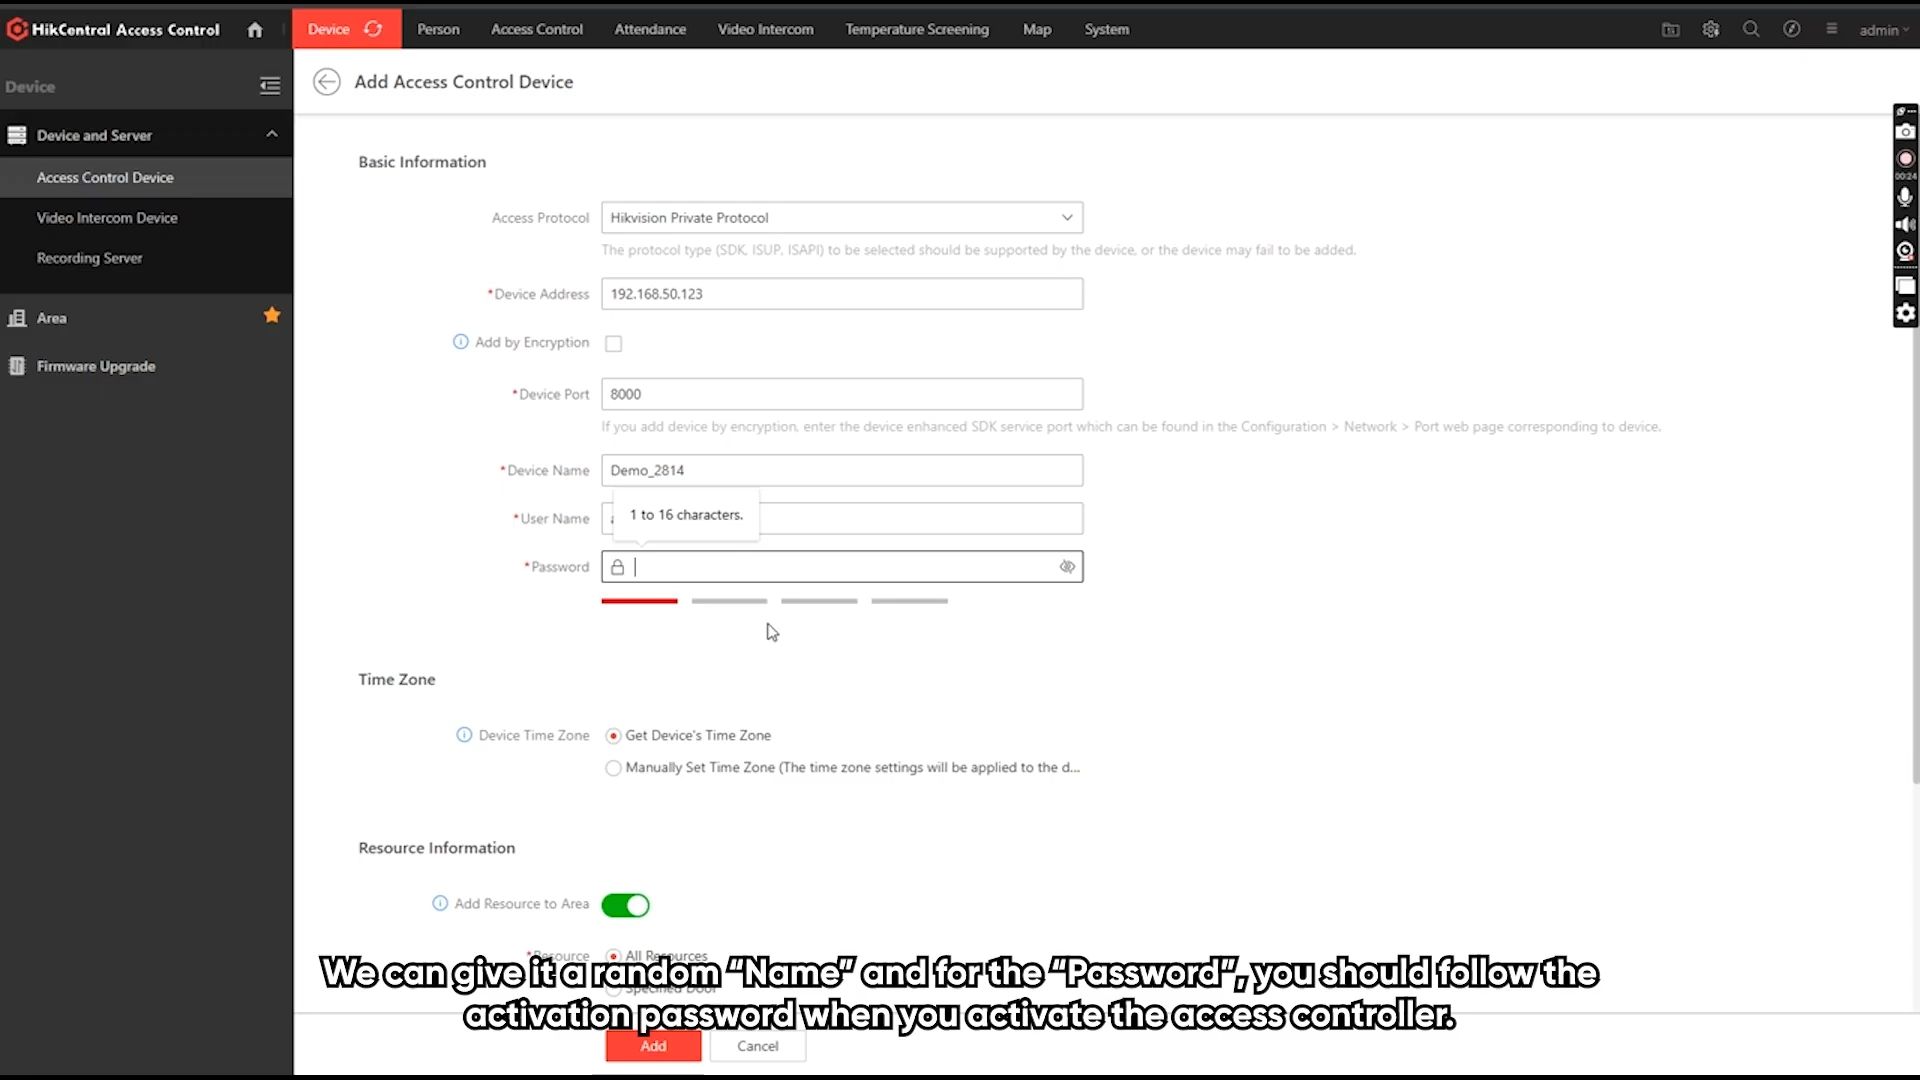 HikCentral Access Control
Device
Person
Access Control
Attendance
Video Intercom
Temperature Screening
Map
System
admin
Device
Add Access Control Device
Device and Server
Access Control Device
Video Intercom Device
Recording Server
Area
Firmware Upgrade
00:24
Basic Information
Access Protocol
Hikvision Private Protocol
The protocol type (SDK, ISUP, ISAPI) to be selected should be supported by the device, or the device may fail to be added.
*Device Address
192.168.50.123
Add by Encryption
*Device Port
8000
If you add device by encryption, enter the device enhanced SDK service port which can be found in the Configuration > Network > Port web page corresponding to device.
*Device Name
Demo_2814
*User Name
1 to 16 characters.
*Password
Time Zone
Device Time Zone
Get Device's Time Zone
Manually Set Time Zone (The time zone settings will be applied to the d...
Resource Information
Add Resource to Area
*Resource
All Resources
Specified Door
We can give it a random “Name” and for the “Password”, you should follow the
activation password when you activate the access controller.
Add
Cancel